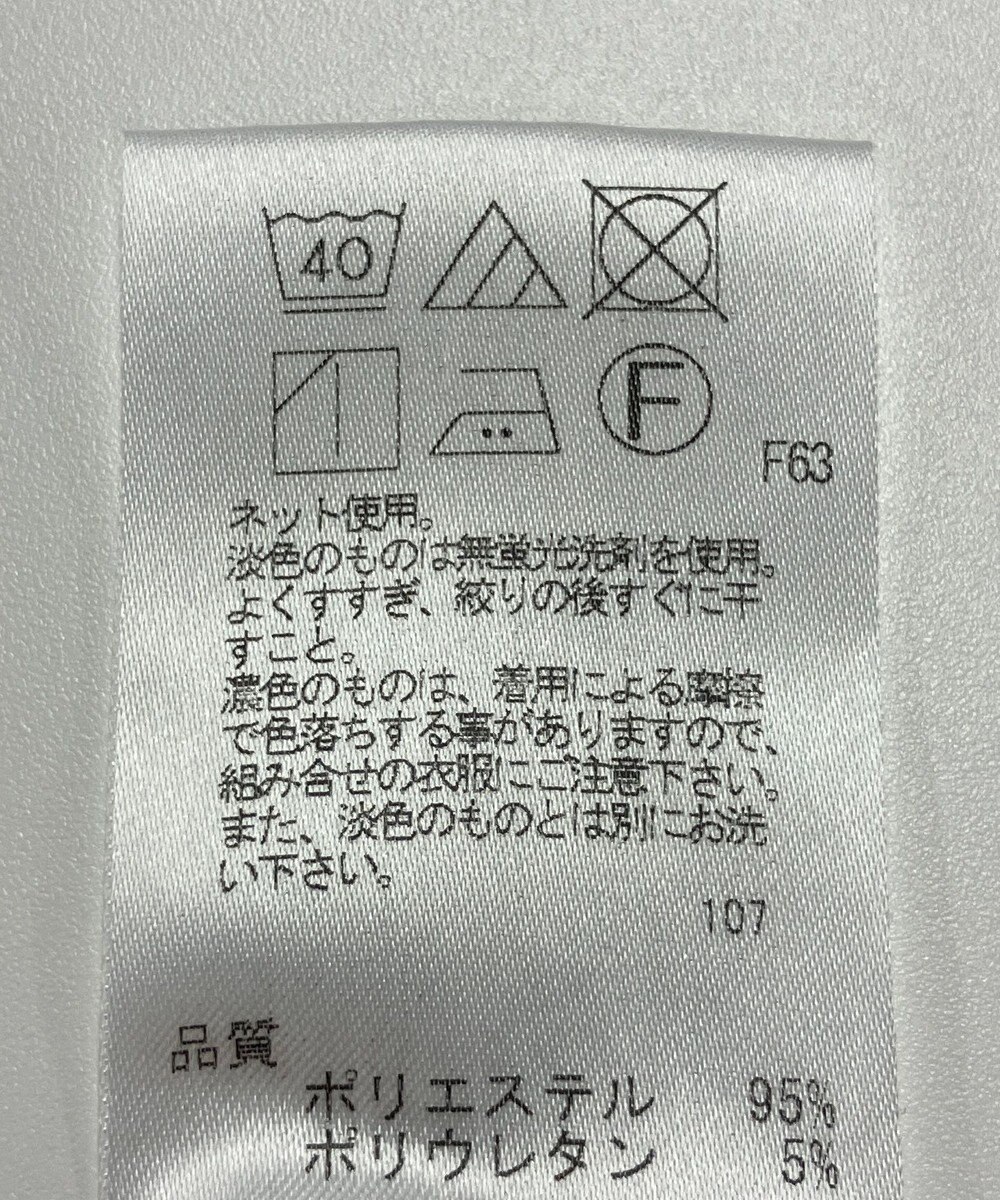 40
F
F63
ネット使用。
淡色のものは無蛍光洗剤を使用。
よくすすぎ、絞りの後すぐに干
すこと。
濃色のものは、着用による摩擦
で色落ちする事がありますので、
組み合せの衣服にご注意下さい。
また、淡色のものとは別にお洗
い下さい。
107
品質
ポリエステル 95%
ポリウレタン 5%